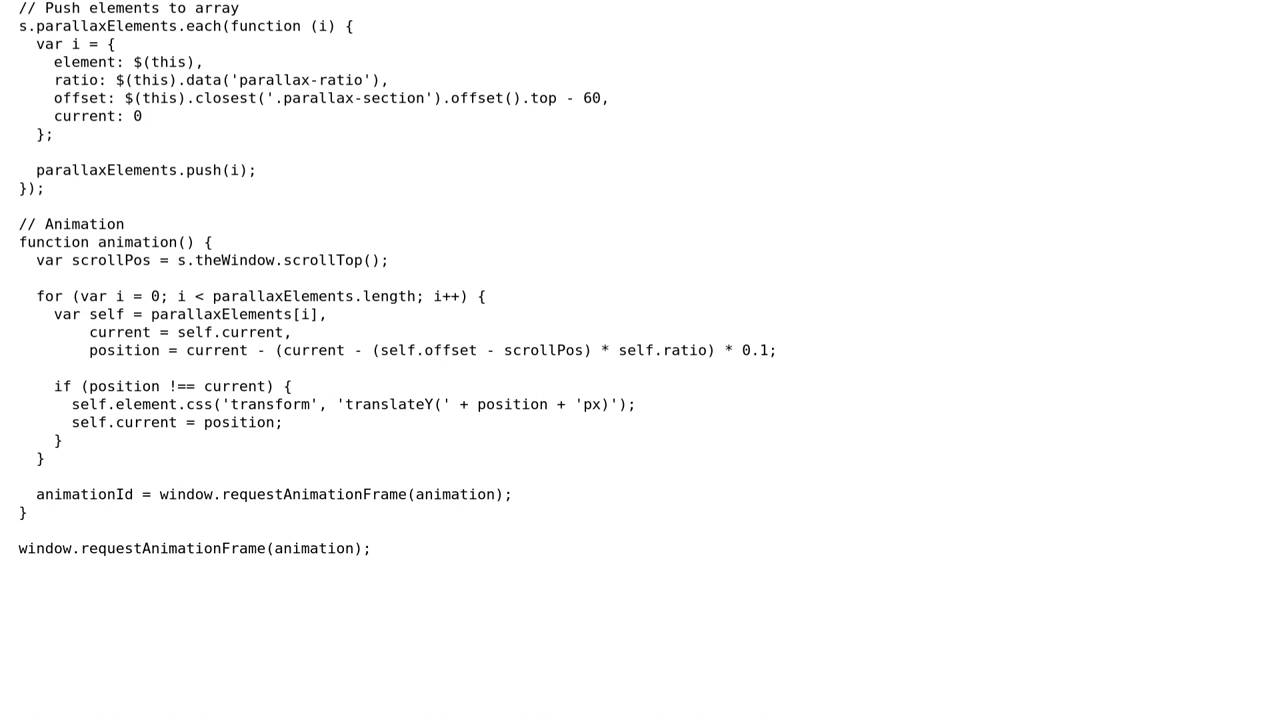 // Push elements to array
s.parallaxElements.each(function (i) {
  var i = {
    element: $(this),
    ratio: $(this).data('parallax-ratio'),
    offset: $(this).closest('.parallax-section').offset().top - 60,
    current: 0
  };

  parallaxElements.push(i);
});

// Animation
function animation() {
  var scrollPos = s.theWindow.scrollTop();

  for (var i = 0; i < parallaxElements.length; i++) {
    var self = parallaxElements[i],
        current = self.current,
        position = current - (current - (self.offset - scrollPos) * self.ratio) * 0.1;

    if (position !== current) {
      self.element.css('transform', 'translateY(' + position + 'px)');
      self.current = position;
    }
  }

  animationId = window.requestAnimationFrame(animation);
}

window.requestAnimationFrame(animation);